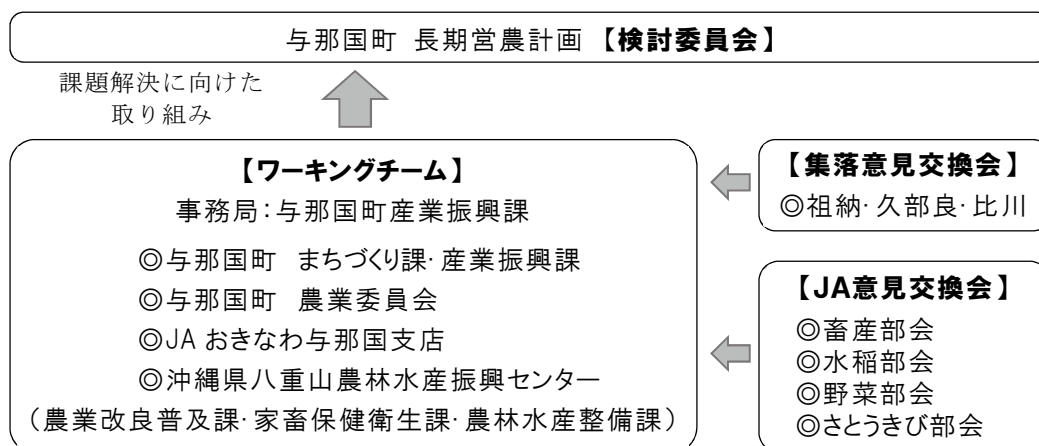 与那国町 長期営農計画 【検討委員会】
課題解決に向けた
取り組み
【ワーキングチーム】
事務局：与那国町産業振興課
◎与那国町　まちづくり課・産業振興課
◎与那国町　農業委員会
◎JA おきなわ与那国支店
◎沖縄県八重山農林水産振興センター
（農業改良普及課・家畜保健衛生課・農林水産整備課）
【集落意見交換会】
◎祖納・久部良・比川
【JA意見交換会】
◎畜産部会
◎水稲部会
◎野菜部会
◎さとうきび部会